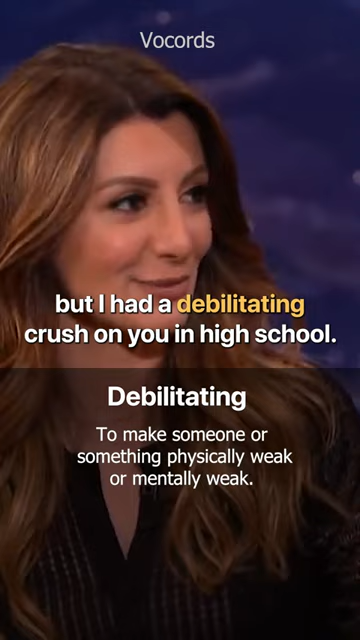 Vocords
but I had a debilitating
crush on you in high school.
Debilitating
To make someone or
something physically weak
or mentally weak.